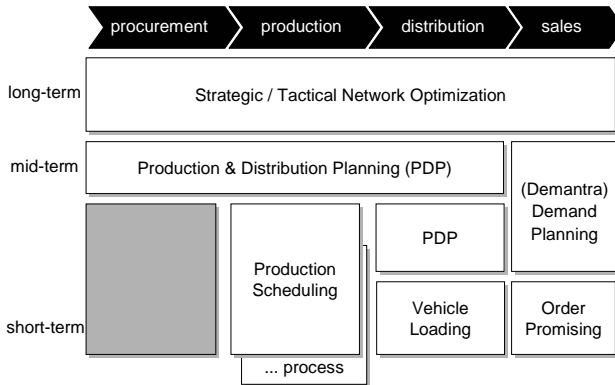 procurement production distribution sales
long-term
Strategic / Tactical Network Optimization
mid-term
Production & Distribution Planning (PDP)
(Demantra)
Demand
Planning
PDP
Production
Scheduling
short-term
Vehicle
Loading
Order
Promising
... process